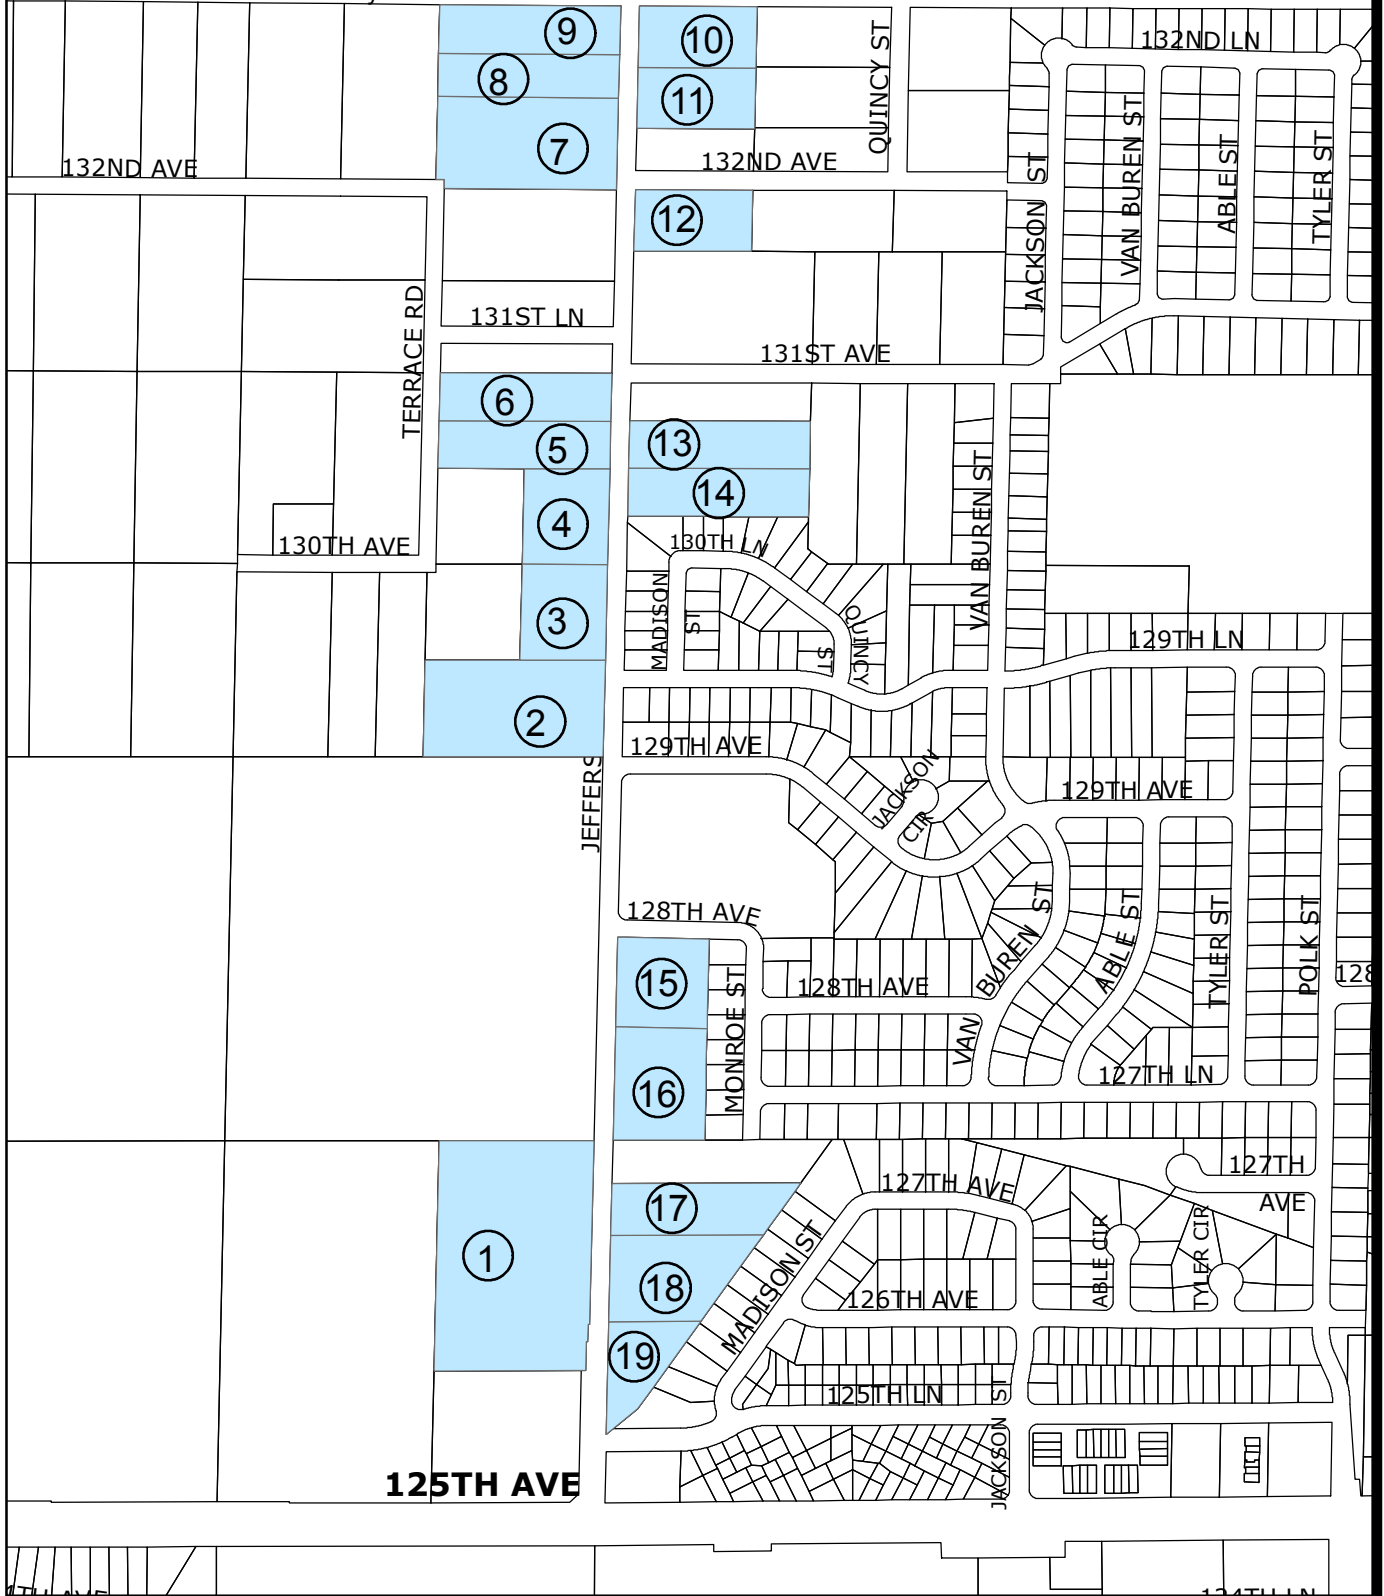 9
10
132ND LN
8
QUINCY ST
11
VAN BUREN ST
7
132ND AVE
132ND AVE
JACKSON ST
ABLE ST
TYLER ST
12
TERRACE RD
131ST LN
131ST AVE
6
13
5
14
4
130TH LN
130TH AVE
VAN BUREN ST
3
MADISON ST
QUINCY ST
129TH LN
2
129TH AVE
JEFFERS
JACKSON CIR
129TH AVE
128TH AVE
15
MONROE ST
128TH AVE
VAN BUREN ST
ABLE ST
TYLER ST
POLK ST
128
16
127TH LN
127TH AVE
127TH AVE
17
1
18
MADISON ST
ABLE CIR
TYLER CIR
126TH AVE
19
125TH LN
JACKSON ST
125TH AVE